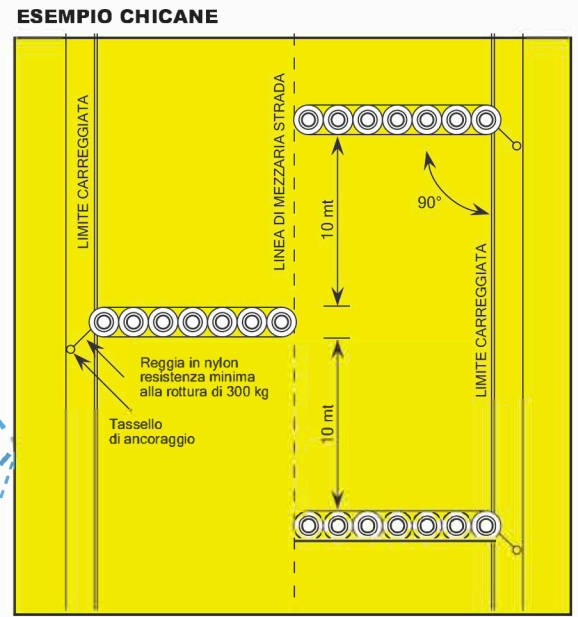 ESEMPIO CHICANE
LIMITE CARREGGIATA
LINEA DI MEZZARIA STRADA
10 mt
90°
LIMITE CARREGGIATA
Reggia in nylon
resistenza minima
alla rottura di 300 kg
Tassello
di ancoraggio
10 mt